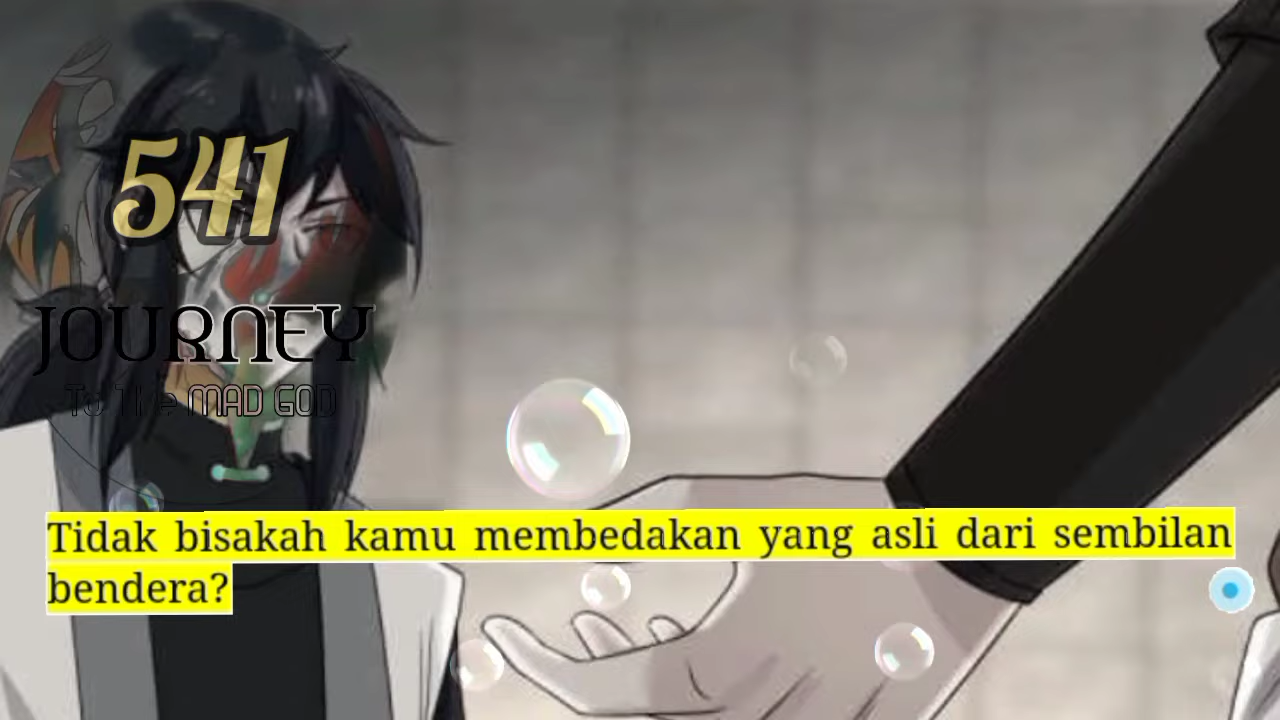 541
JOURNEY
To The MAD GOD
Tidak bisakah kamu membedakan yang asli dari sembilan
bendera?